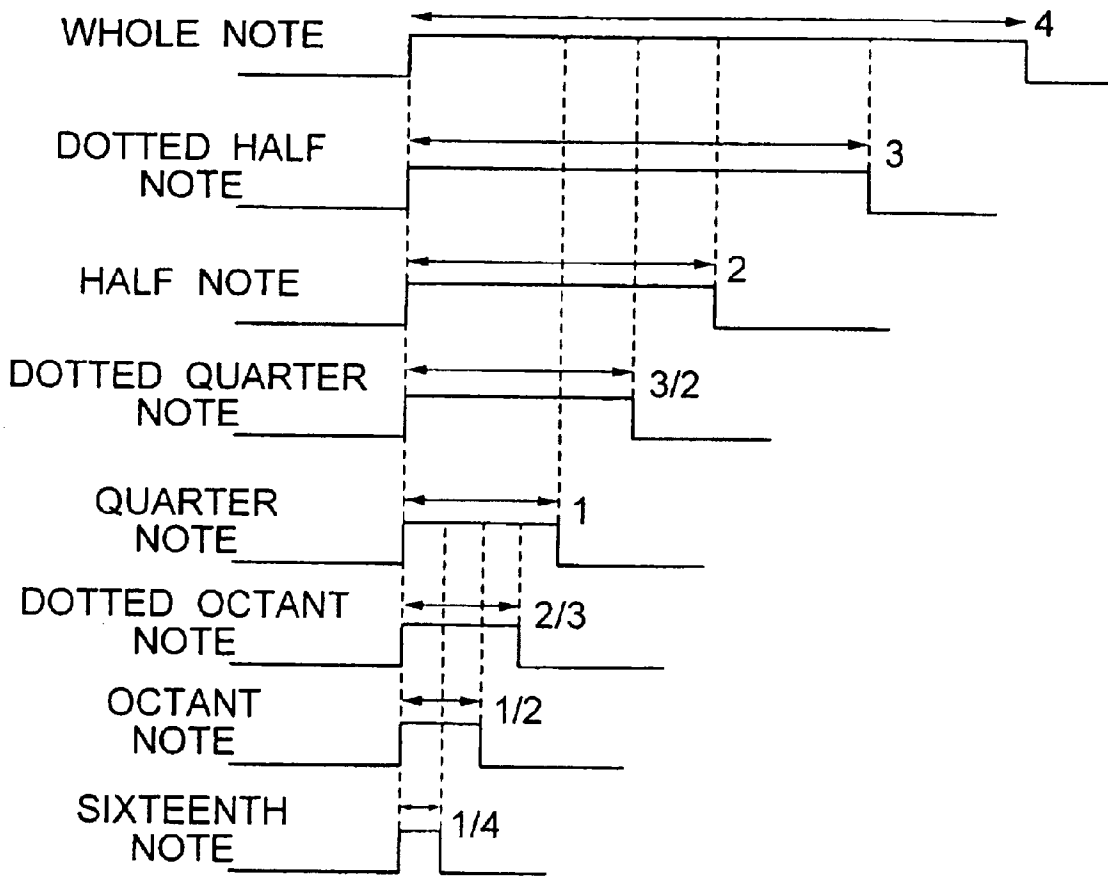 WHOLE NOTE
4
DOTTED HALF
NOTE
3
HALF NOTE
2
DOTTED QUARTER
NOTE
3/2
QUARTER
NOTE
1
DOTTED OCTANT
NOTE
2/3
OCTANT
NOTE
1/2
SIXTEENTH
NOTE
1/4